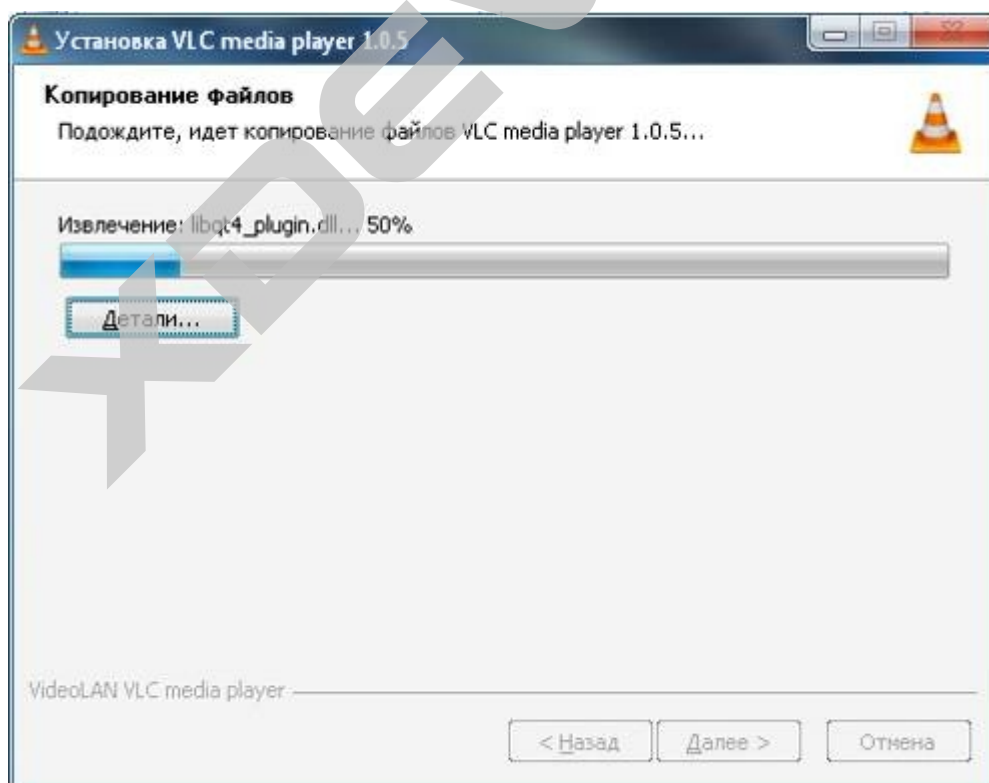 Установка VLC media player 1.0.5
Копирование файлов
Подождите, идет копирование файлов VLC media player 1.0.5...
Извлечение: libqt4_plugin.dll... 50%
Детали...
VideoLAN VLC media player
< Назад
Далее >
Отмена